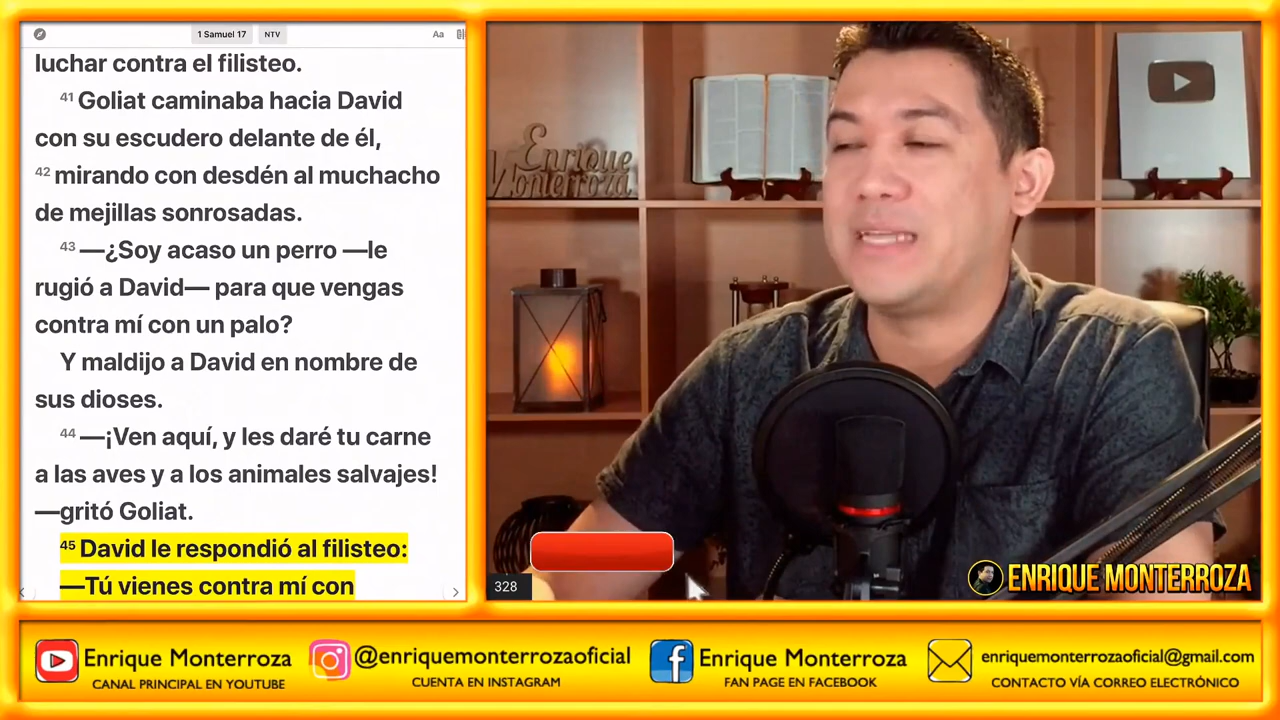 1 Samuel 17
NTV
Aa
luchar contra el filisteo.
41 Goliat caminaba hacia David
con su escudero delante de él,
42 mirando con desdén al muchacho
de mejillas sonrosadas.
43 —¿Soy acaso un perro —le
rugió a David— para que vengas
contra mí con un palo?
Y maldijo a David en nombre de
sus dioses.
44 —¡Ven aquí, y les daré tu carne
a las aves y a los animales salvajes!
—gritó Goliat.
45 David le respondió al filisteo:
—Tú vienes contra mí con
Enrique
Monterroza
328
ENRIQUE MONTERROZA
Enrique Monterroza
CANAL PRINCIPAL EN YOUTUBE
@enriquemonterrozaoficial
CUENTA EN INSTAGRAM
Enrique Monterroza
FAN PAGE EN FACEBOOK
enriquemonterrozaoficial@gmail.com
CONTACTO VÍA CORREO ELECTRÓNICO